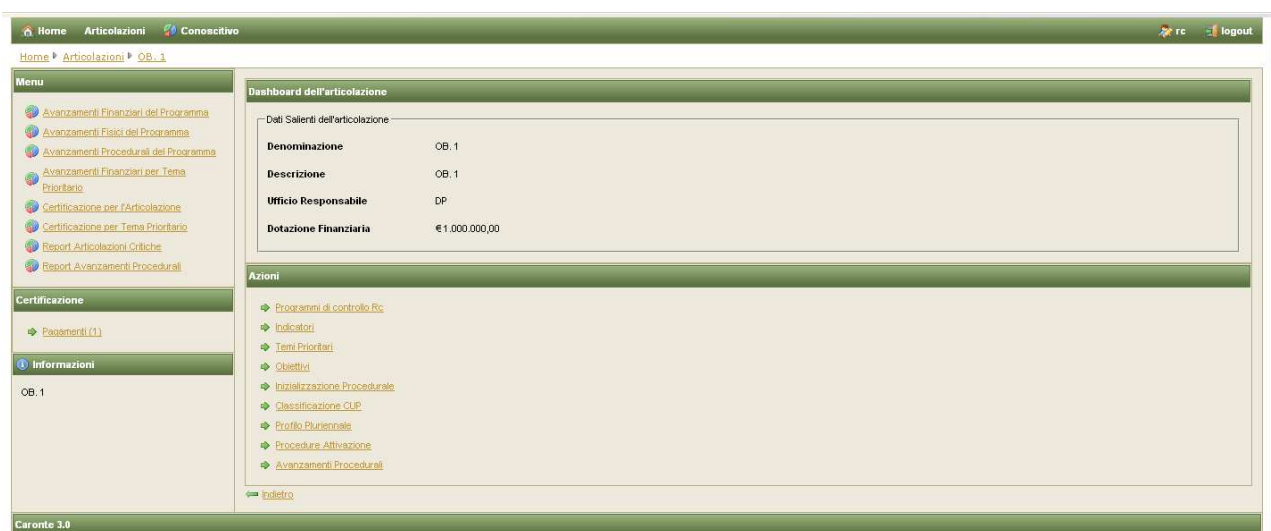 Home Articolazioni Conoscitivo rc logout
Home Articolazioni OB. 1
Menu
Avanzamenti Finanziari del Programma
Avanzamenti Fisici del Programma
Avanzamenti Procedurali del Programma
Avanzamenti Finanziari per Tema
Prioritario
Certificazione per l'Articolazione
Certificazione per Tema Prioritario
Report Articolazioni Critiche
Report Avanzamenti Procedurali
Certificazione
Pagamenti (1)
Informazioni
OB. 1
Dashboard dell'articolazione
Dati Salienti dell'articolazione
Denominazione OB. 1
Descrizione OB. 1
Ufficio Responsabile DP
Dotazione Finanziaria € 1.000.000,00
Azioni
Programmi di controllo Rc
Indicatori
Temi Prioritari
Obiettivi
Inizializzazione Procedurale
Classificazione CUP
Profilo Pluriennale
Procedure Attivazione
Avanzamenti Procedurali
Indietro
Caronte 3.0